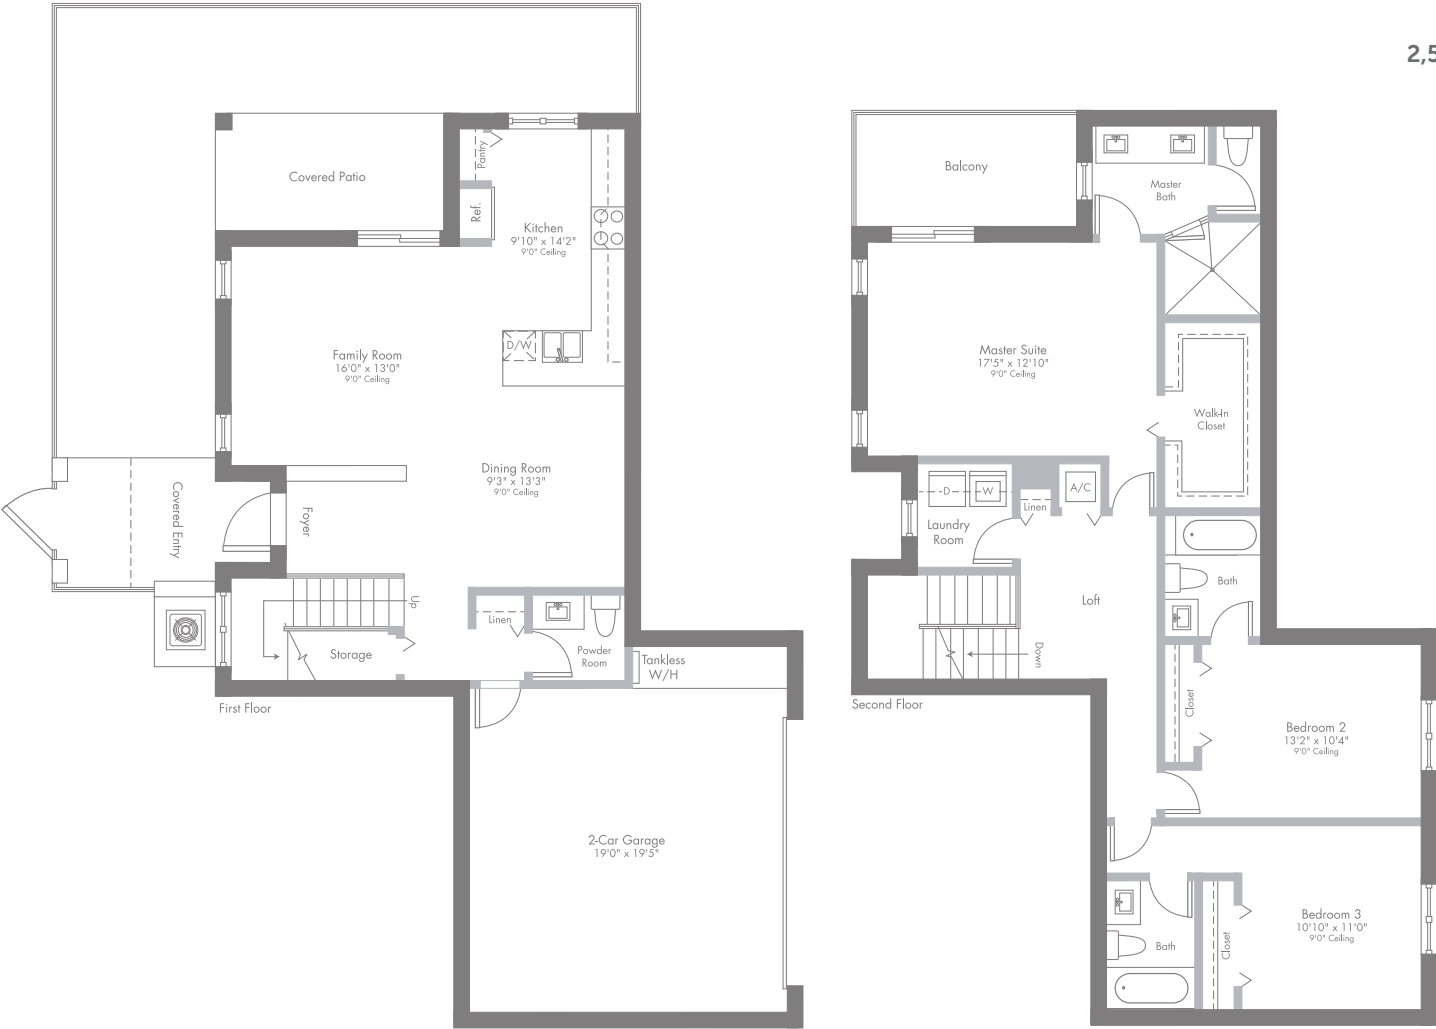 2,5
Covered Patio
Pantry
Ref.
Kitchen
9'10" x 14'2"
9'0" Ceiling
D/W
Family Room
16'0" x 13'0"
9'0" Ceiling
Dining Room
9'3" x 13'3"
9'0" Ceiling
Covered Entry
Foyer
Up
Storage
Linen
Powder
Room
Tankless
W/H
First Floor
2-Car Garage
19'0" x 19'5"
Balcony
Master
Bath
Master Suite
17'5" x 12'10"
9'0" Ceiling
Walk-In
Closet
D
W
Linen
A/C
Laundry
Room
Bath
Loft
Down
Second Floor
Closet
Bedroom 2
13'2" x 10'4"
9'0" Ceiling
Bedroom 3
10'10" x 11'0"
9'0" Ceiling
Closet
Bath